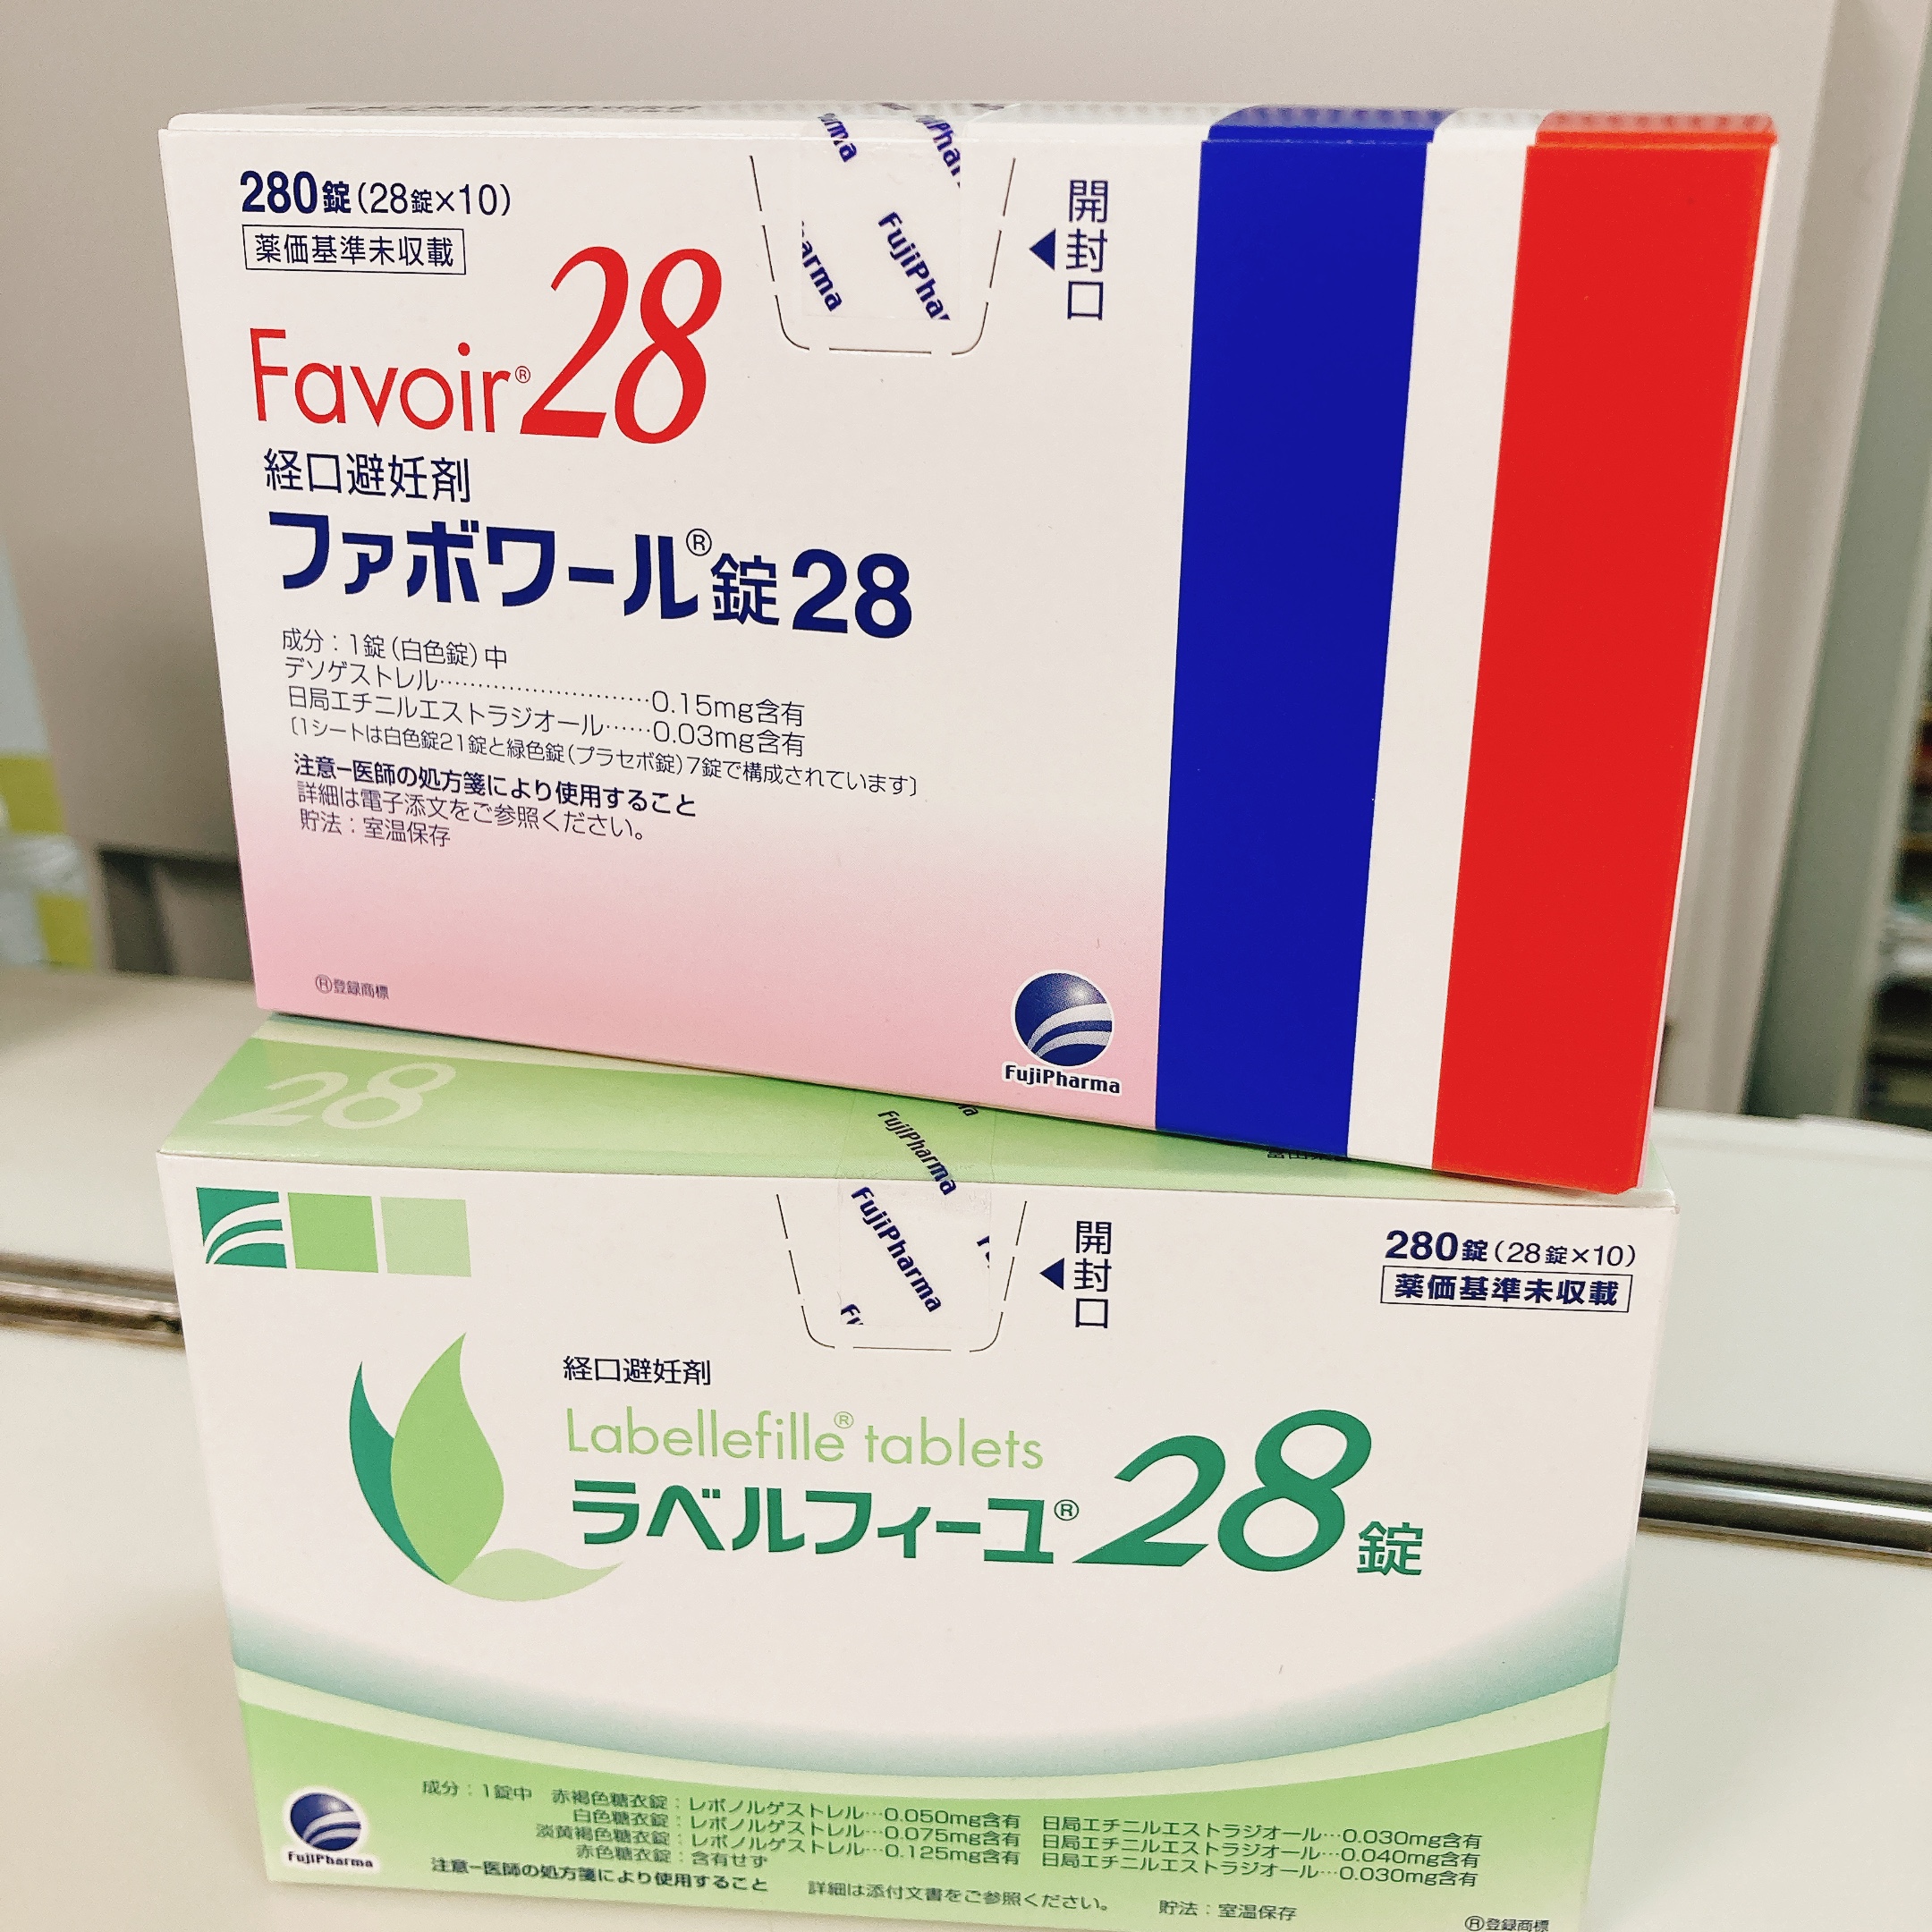 280錠(28錠×10)
薬価基準未収載
FujiPharma
開封口
Favoir®28
経口避妊剤
ファボワール®錠28
成分:1錠(白色錠)中
デソゲストレル…………………………0.15mg含有
日局エチニルエストラジオール……0.03mg含有
〔1シートは白色錠21錠と緑色錠(プラセボ錠)7錠で構成されています〕
注意-医師の処方箋により使用すること
詳細は電子添文をご参照ください。
貯法:室温保存
®登録商標
FujiPharma
28
FujiPharma
FujiPharma
開封口
280錠(28錠×10)
薬価基準未収載
経口避妊剤
Labellefille® tablets
ラベルフィーユ®28錠
成分:1錠中 赤褐色糖衣錠:レボノルゲストレル…0.050mg含有 日局エチニルエストラジオール…0.030mg含有
白色糖衣錠:レボノルゲストレル…0.075mg含有 日局エチニルエストラジオール…0.040mg含有
淡黄褐色糖衣錠:レボノルゲストレル…0.125mg含有 日局エチニルエストラジオール…0.030mg含有
赤色糖衣錠:含有せず
注意-医師の処方箋により使用すること 詳細は添付文書をご参照ください。 貯法:室温保存
FujiPharma
®登録商標